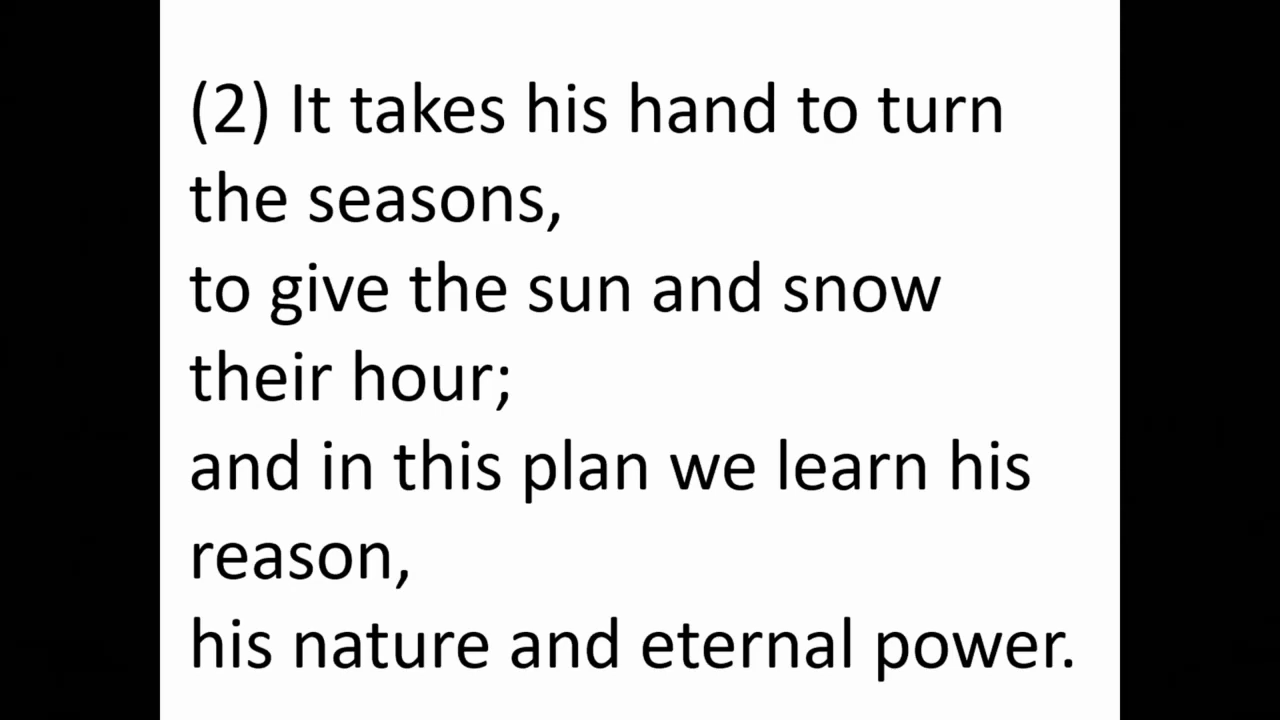 (2) It takes his hand to turn
the seasons,
to give the sun and snow
their hour;
and in this plan we learn his
reason,
his nature and eternal power.